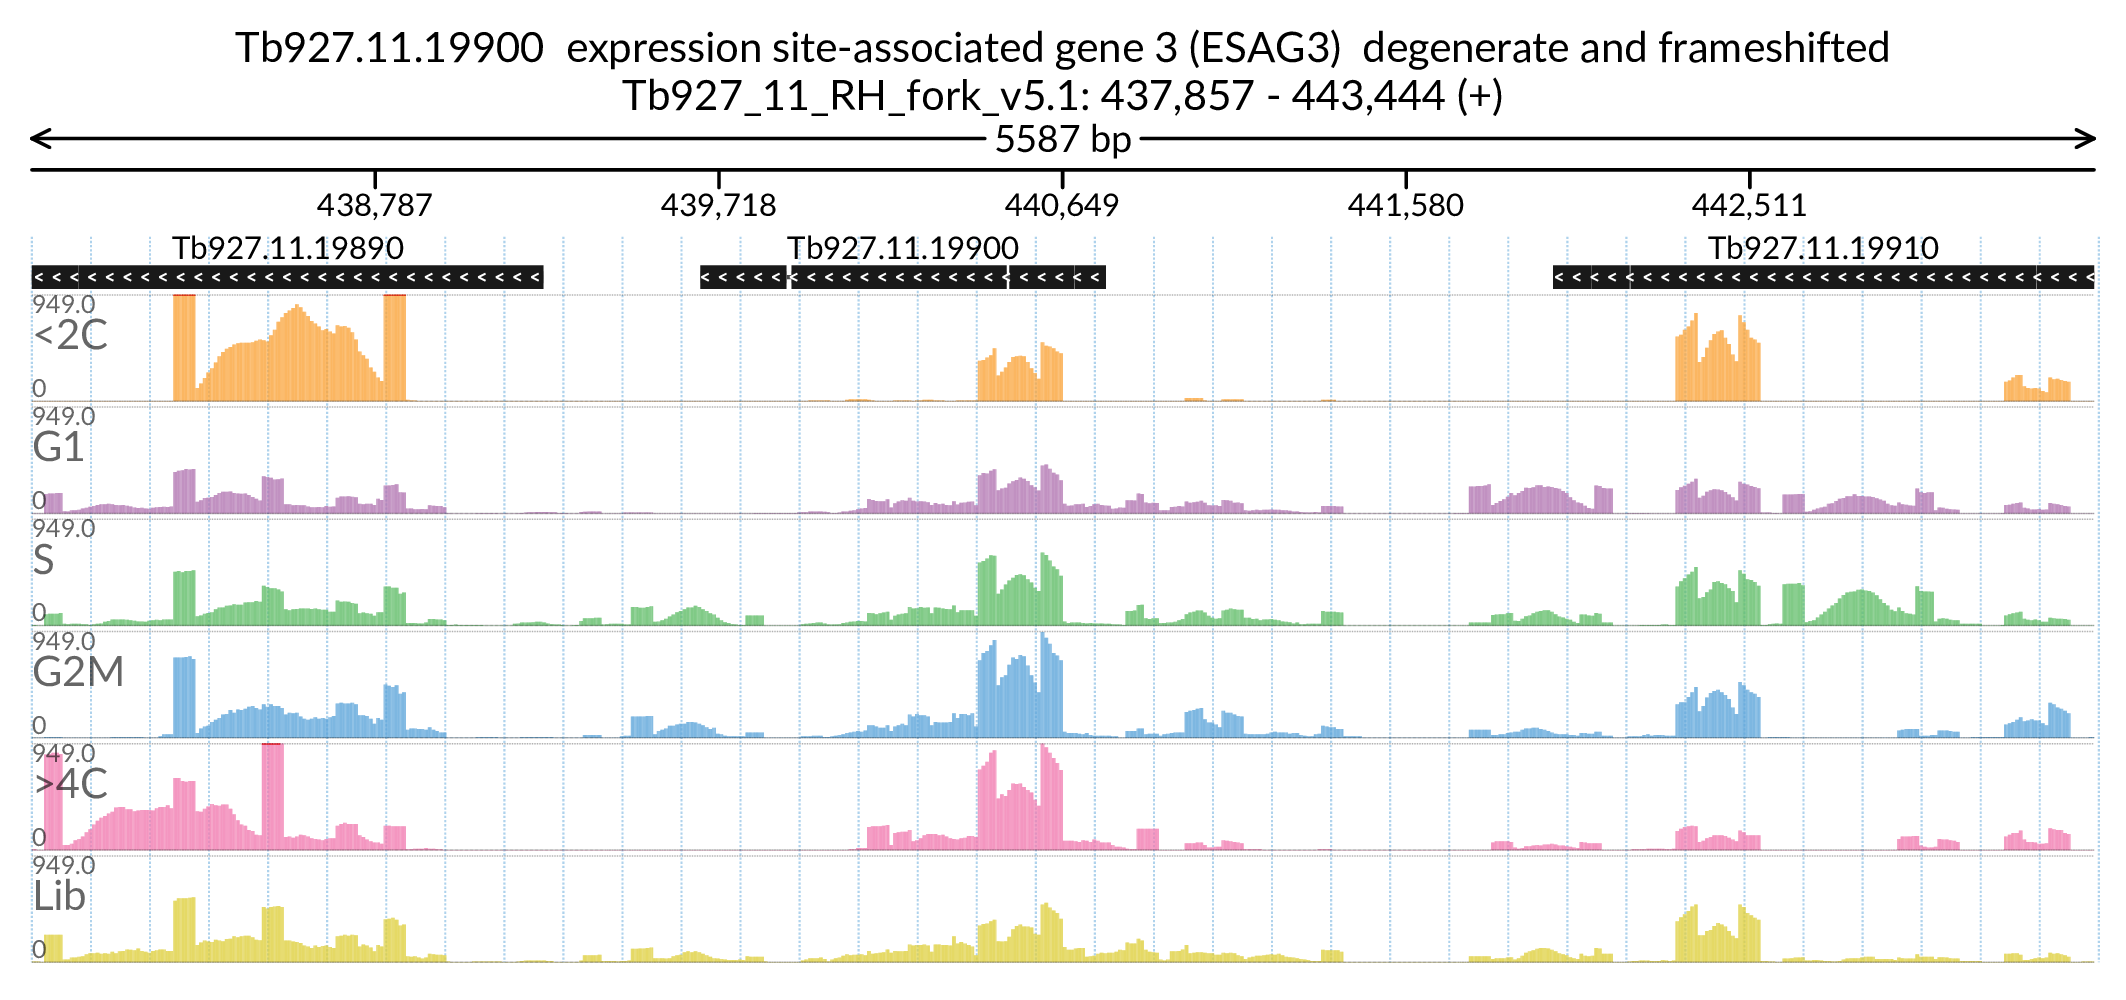 Tb927.11.19900  expression site-associated gene 3 (ESAG3)  degenerate and frameshifted
Tb927_11_RH_fork_v5.1: 437,857 - 443,444 (+)
5587 bp
438,787 439,718 440,649 441,580 442,511
Tb927.11.19890 Tb927.11.19900 Tb927.11.19910
949.0
<2C
0
949.0
G1
0
949.0
S
0
949.0
G2M
0
949.0
>4C
0
949.0
Lib
0